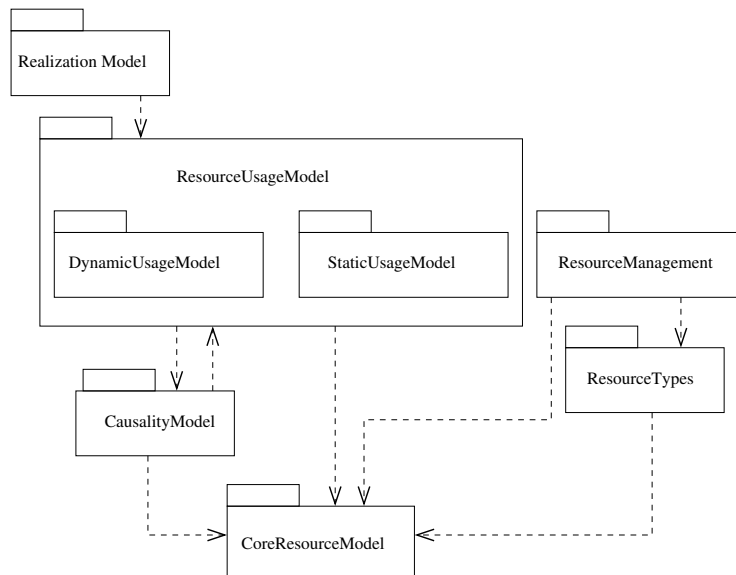 Realization Model
ResourceUsageModel
DynamicUsageModel
StaticUsageModel
ResourceManagement
ResourceTypes
CausalityModel
CoreResourceModel